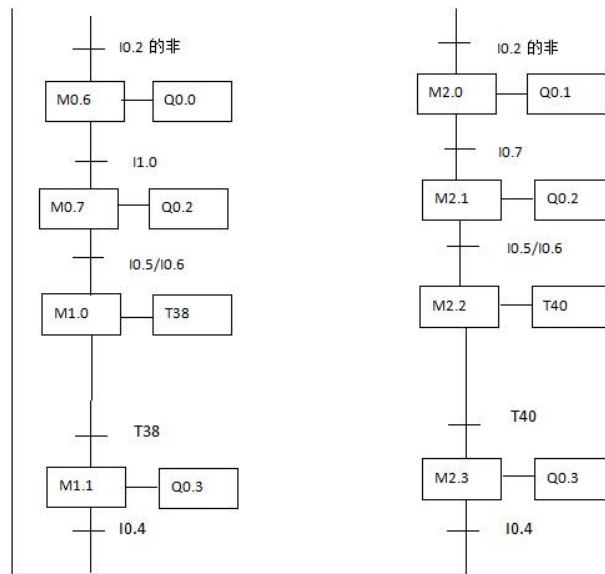 I0.2 的非
M0.6
Q0.0
I1.0
M0.7
Q0.2
I0.5/I0.6
M1.0
T38
T38
M1.1
Q0.3
I0.4
I0.2 的非
M2.0
Q0.1
I0.7
M2.1
Q0.2
I0.5/I0.6
M2.2
T40
T40
M2.3
Q0.3
I0.4